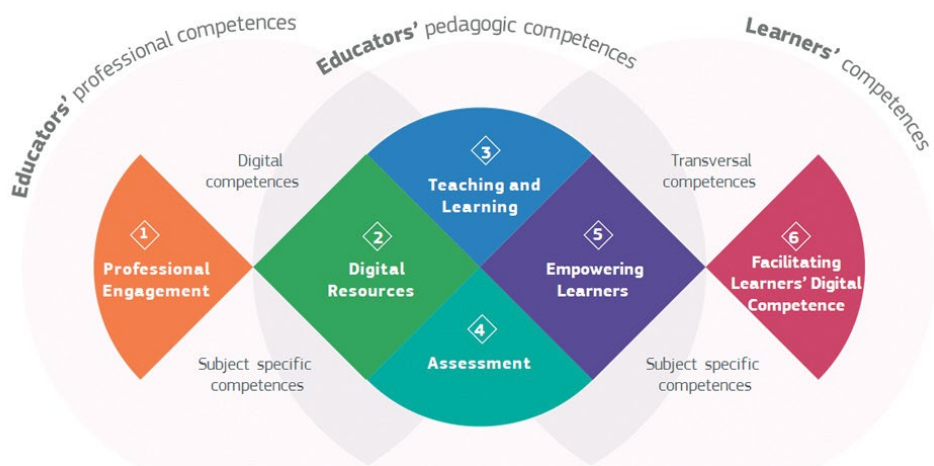 Educators' professional competences
Educators' pedagogic competences
Learners' competences
Digital
competences
Transversal
competences
1
Professional
Engagement
2
Digital
Resources
3
Teaching and
Learning
4
Assessment
5
Empowering
Learners
6
Facilitating
Learners' Digital
Competence
Subject specific
competences
Subject specific
competences